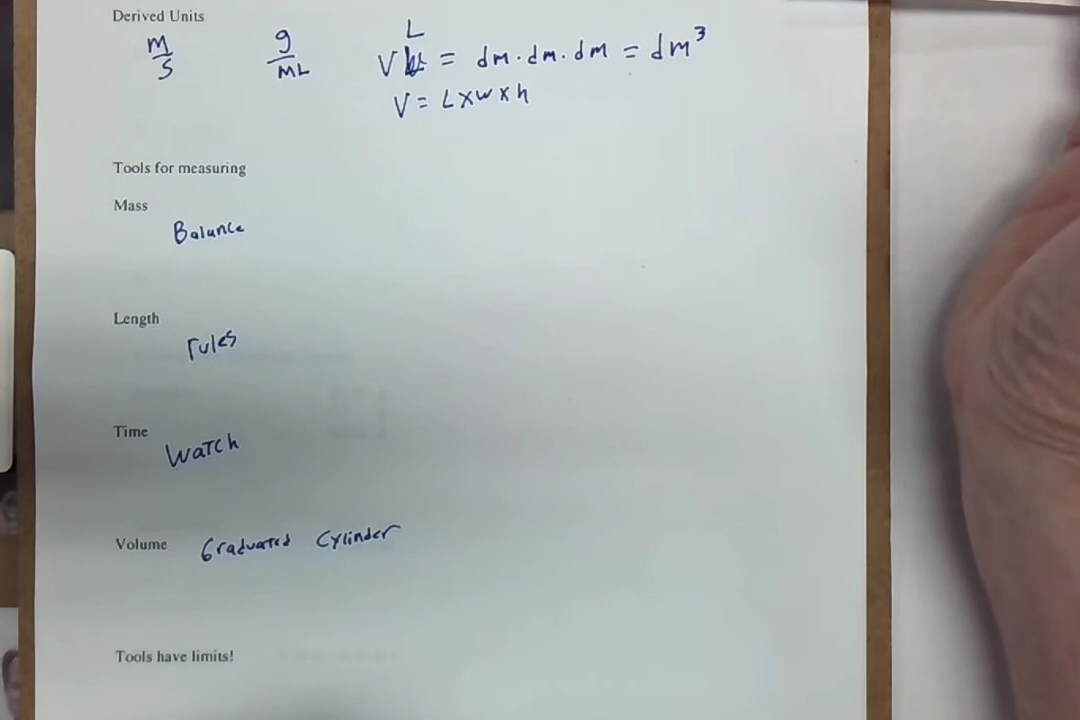 Derived Units
m/s g/mL V L = dm·dm·dm = dm³
V = L x w x h
Tools for measuring
Mass
Balance
Length
rules
Time
Watch
Volume Graduated Cylinder
Tools have limits!